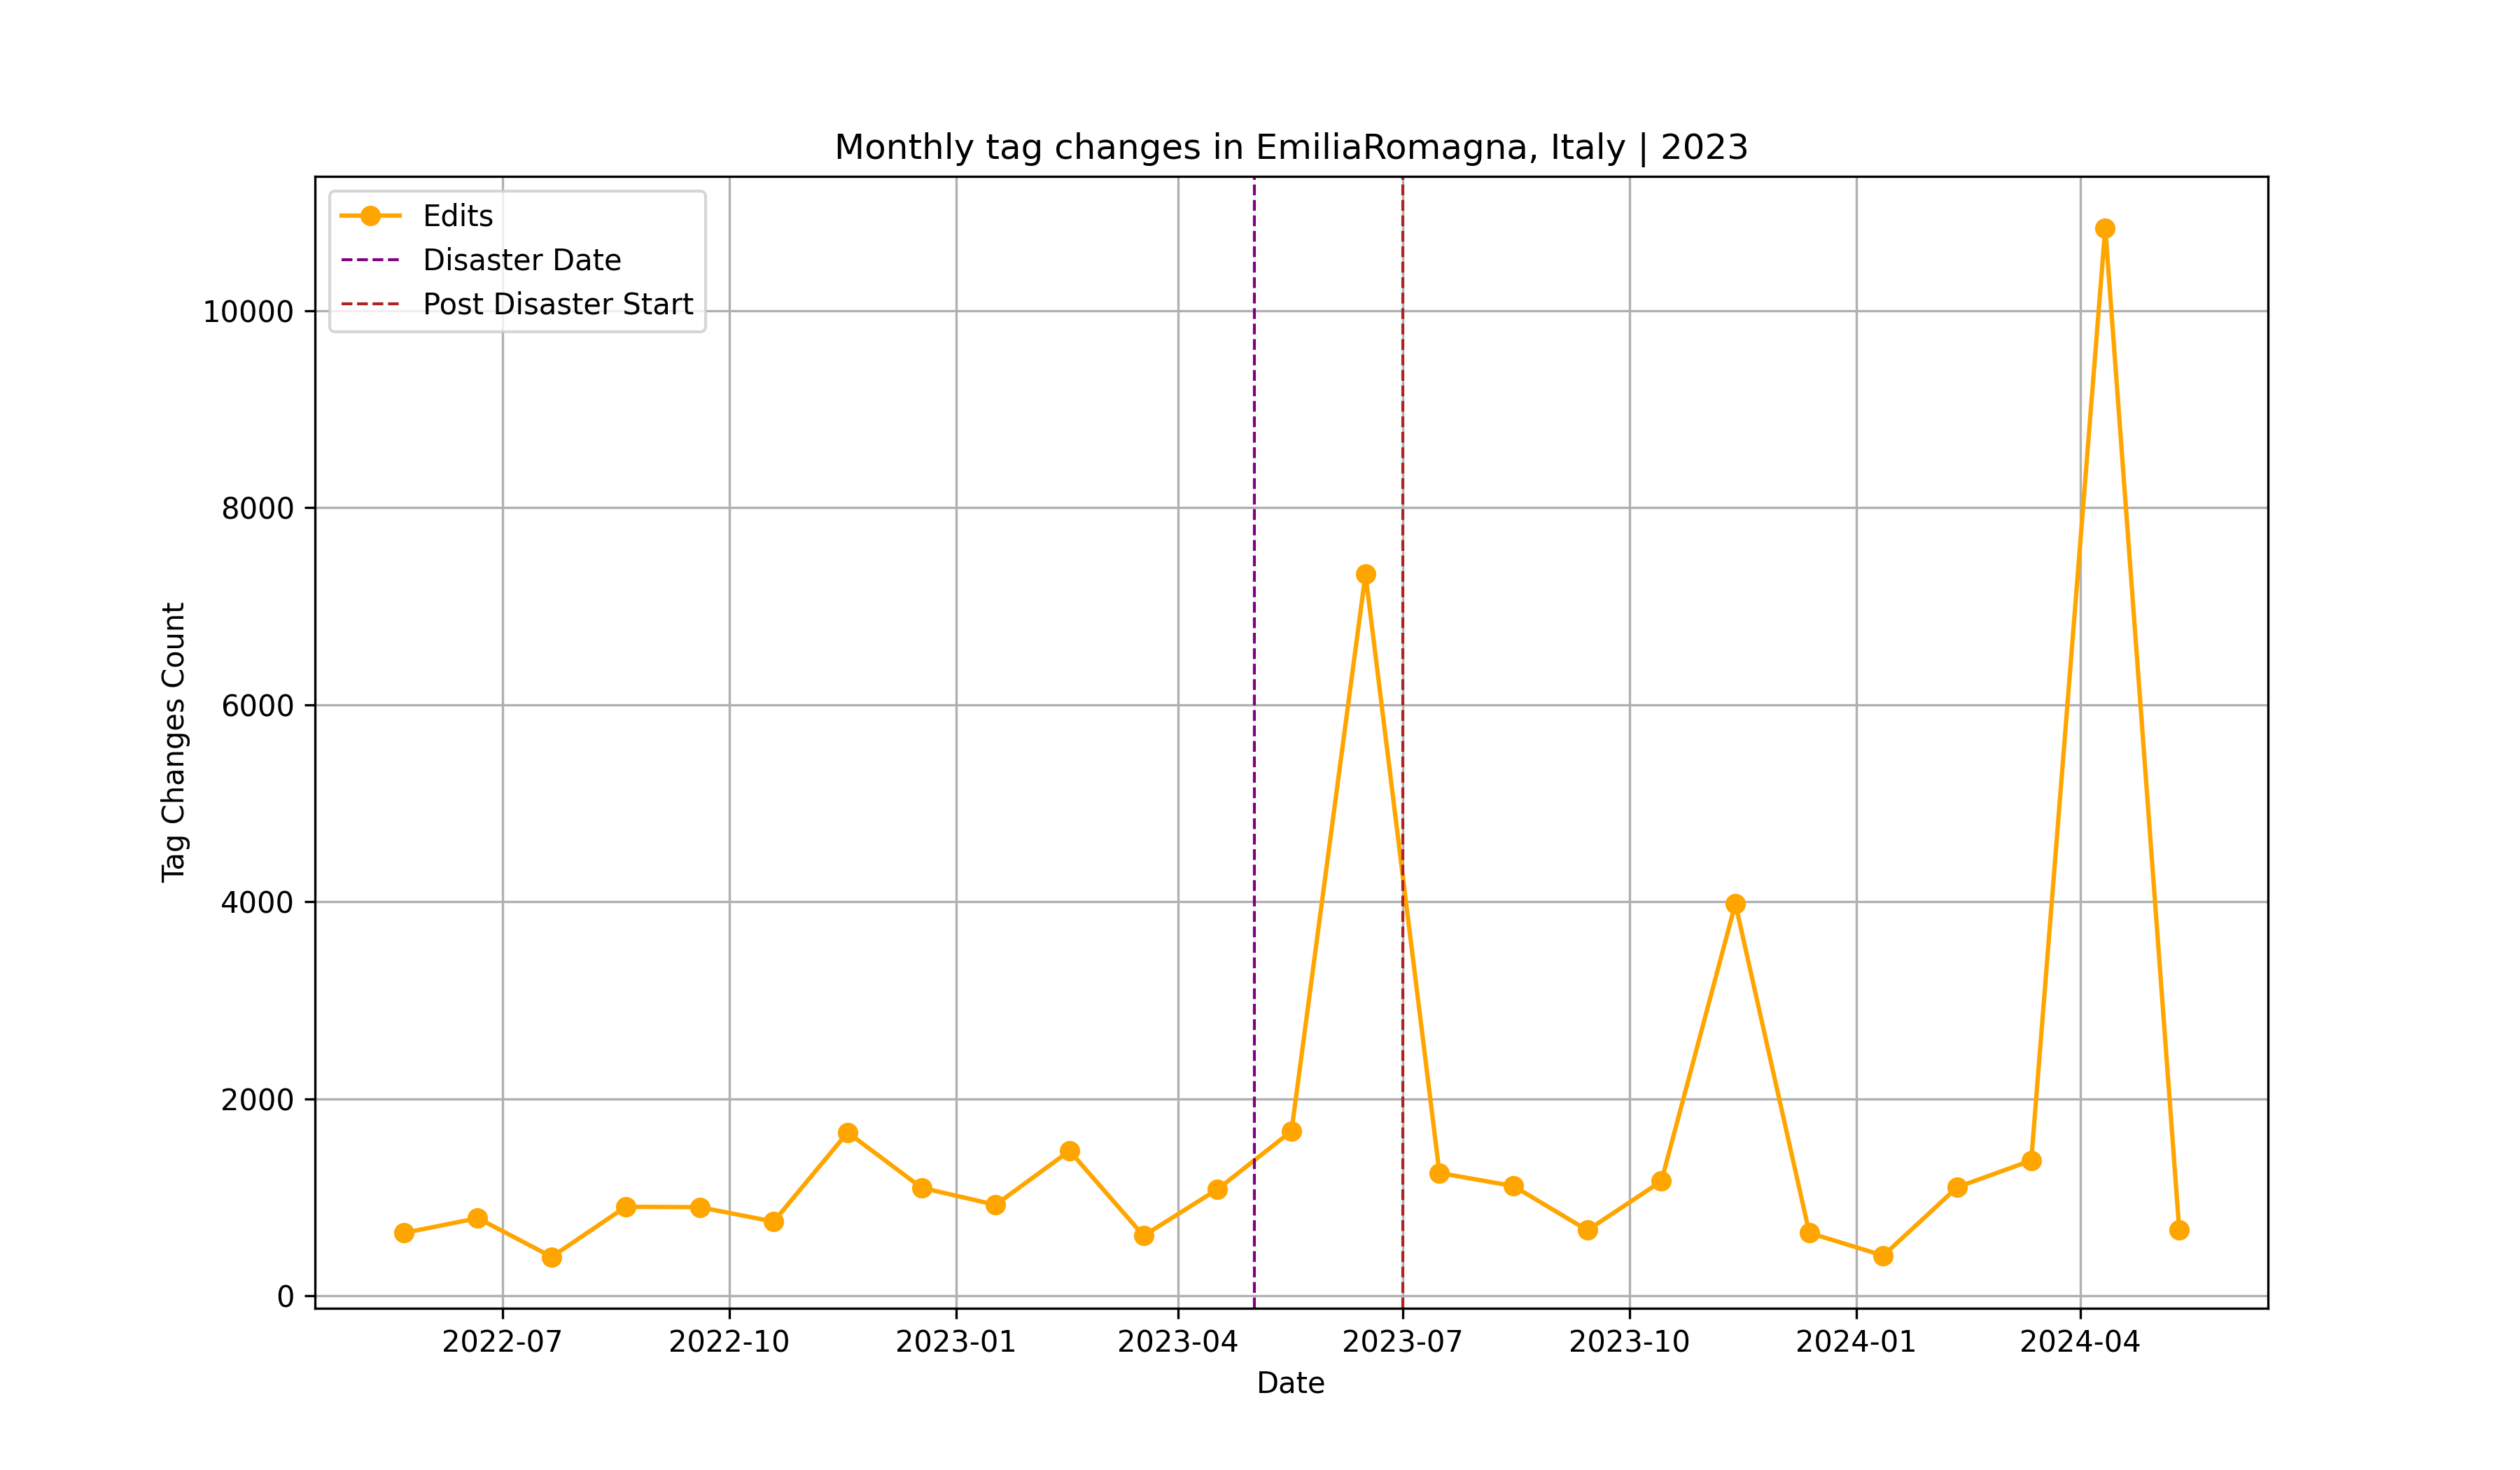 Monthly tag changes in EmiliaRomagna, Italy | 2023
Edits
Disaster Date
Post Disaster Start
10000
8000
6000
4000
2000
0
Tag Changes Count
2022-07
2022-10
2023-01
2023-04
2023-07
2023-10
2024-01
2024-04
Date